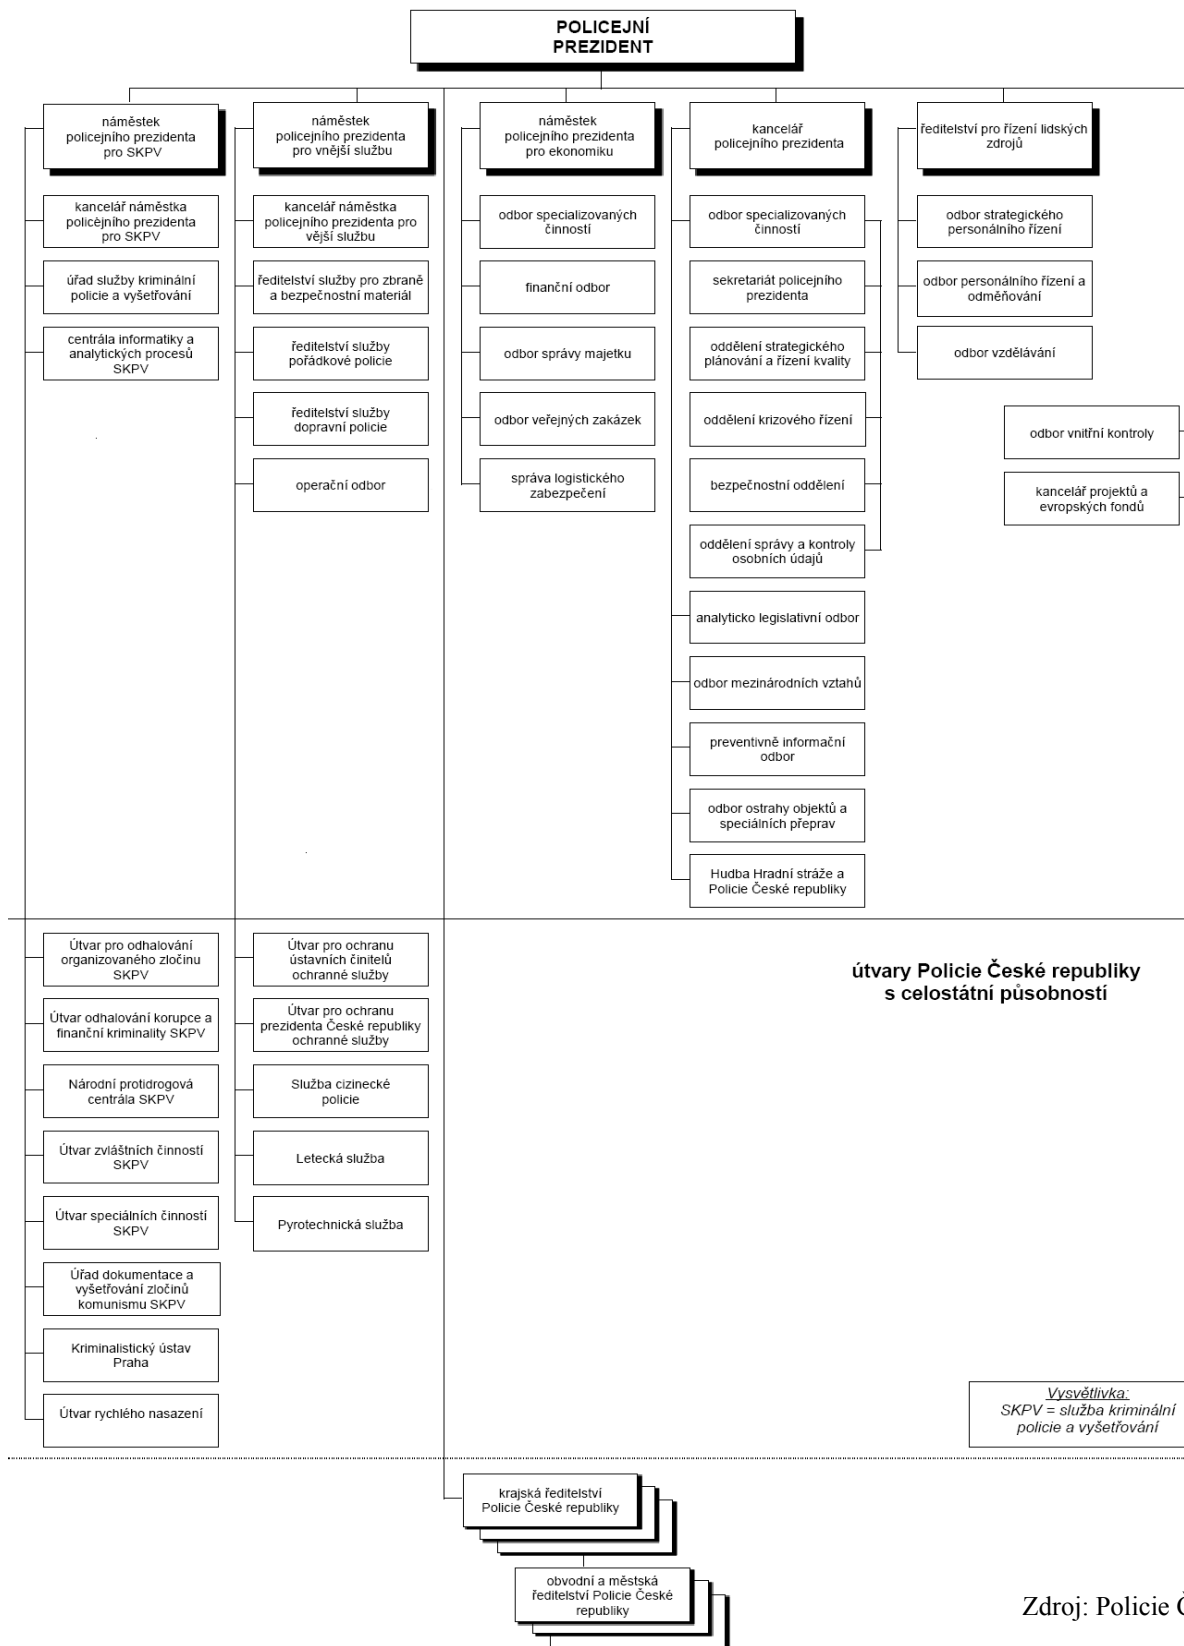 POLICEJNÍ
PREZIDENT
náměstek
policejního prezidenta
pro SKPV
kancelář náměstka
policějního prezidenta
pro SKPV
úřad služby kriminální
policie a vyšetřování
centrála informatiky a
analytických procesů
SKPV
náměstek
policejního prezidenta
pro vnější službu
kancelář náměstka
policejního prezidenta pro
vější službu
ředitelství služby pro zbraně
a bezpečnostní materiál
ředitelství služby
pořádkové policie
ředitelství služby
dopravní policie
operační odbor
náměstek
policejního prezidenta
pro ekonomiku
odbor specializovaných
činností
finanční odbor
odbor správy majetku
odbor veřejných zakázek
správa logistického
zabezpečení
kancelář
policejního prezidenta
odbor specializovaných
činností
sekretariát policejního
prezidenta
oddělení strategického
plánování a řízení kvality
oddělení krizového řízení
bezpečnostní oddělení
oddělení správy a kontroly
osobních údajů
analyticko legislativní odbor
odbor mezinárodních vztahů
preventivně informační
odbor
odbor ostrahy objektů a
speciálních přeprav
Hudba Hradní stráže a
Policie České republiky
ředitelství pro řízení lidských
zdrojů
odbor strategického
personálního řízení
odbor personálního řízení a
odměňování
odbor vzdělávání
odbor vnitřní kontroly
kancelář projektů a
evropských fondů
Útvar pro odhalování
organizovaného zločinu
SKPV
Útvar odhalování korupce a
finanční kriminality SKPV
Národní protidrogová
centrála SKPV
Útvar zvláštních činností
SKPV
Útvar speciálních činností
SKPV
Úřad dokumentace a
vyšetřování zločinů
komunismu SKPV
Kriminalistický ústav
Praha
Útvar rychlého nasazení
Útvar pro ochranu
ústavních činitelů
ochranné služby
Útvar pro ochranu
prezidenta České republiky
ochranné služby
Služba cizinecké
policie
Letecká služba
Pyrotechnická služba
útvary Policie České republiky
s celostátní působností
Vysvětlivka:
SKPV = služba kriminální
policie a vyšetřování
krajská ředitelství
Policie České republiky
obvodní a městská
ředitelství Policie České
republiky
Zdroj: Policie Č